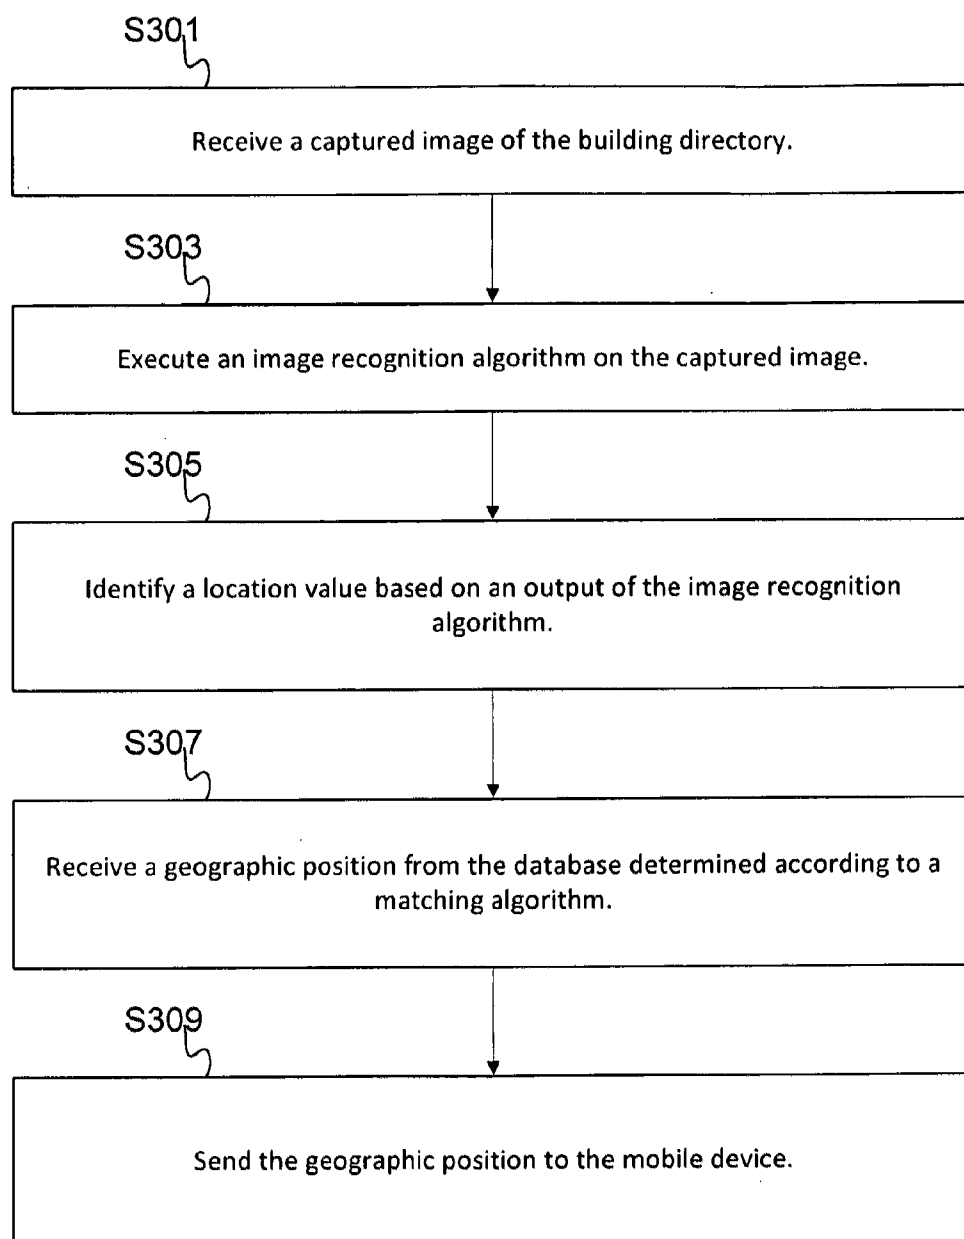 S301
Receive a captured image of the building directory.
S303
Execute an image recognition algorithm on the captured image.
S305
Identify a location value based on an output of the image recognition
algorithm.
S307
Receive a geographic position from the database determined according to a
matching algorithm.
S309
Send the geographic position to the mobile device.